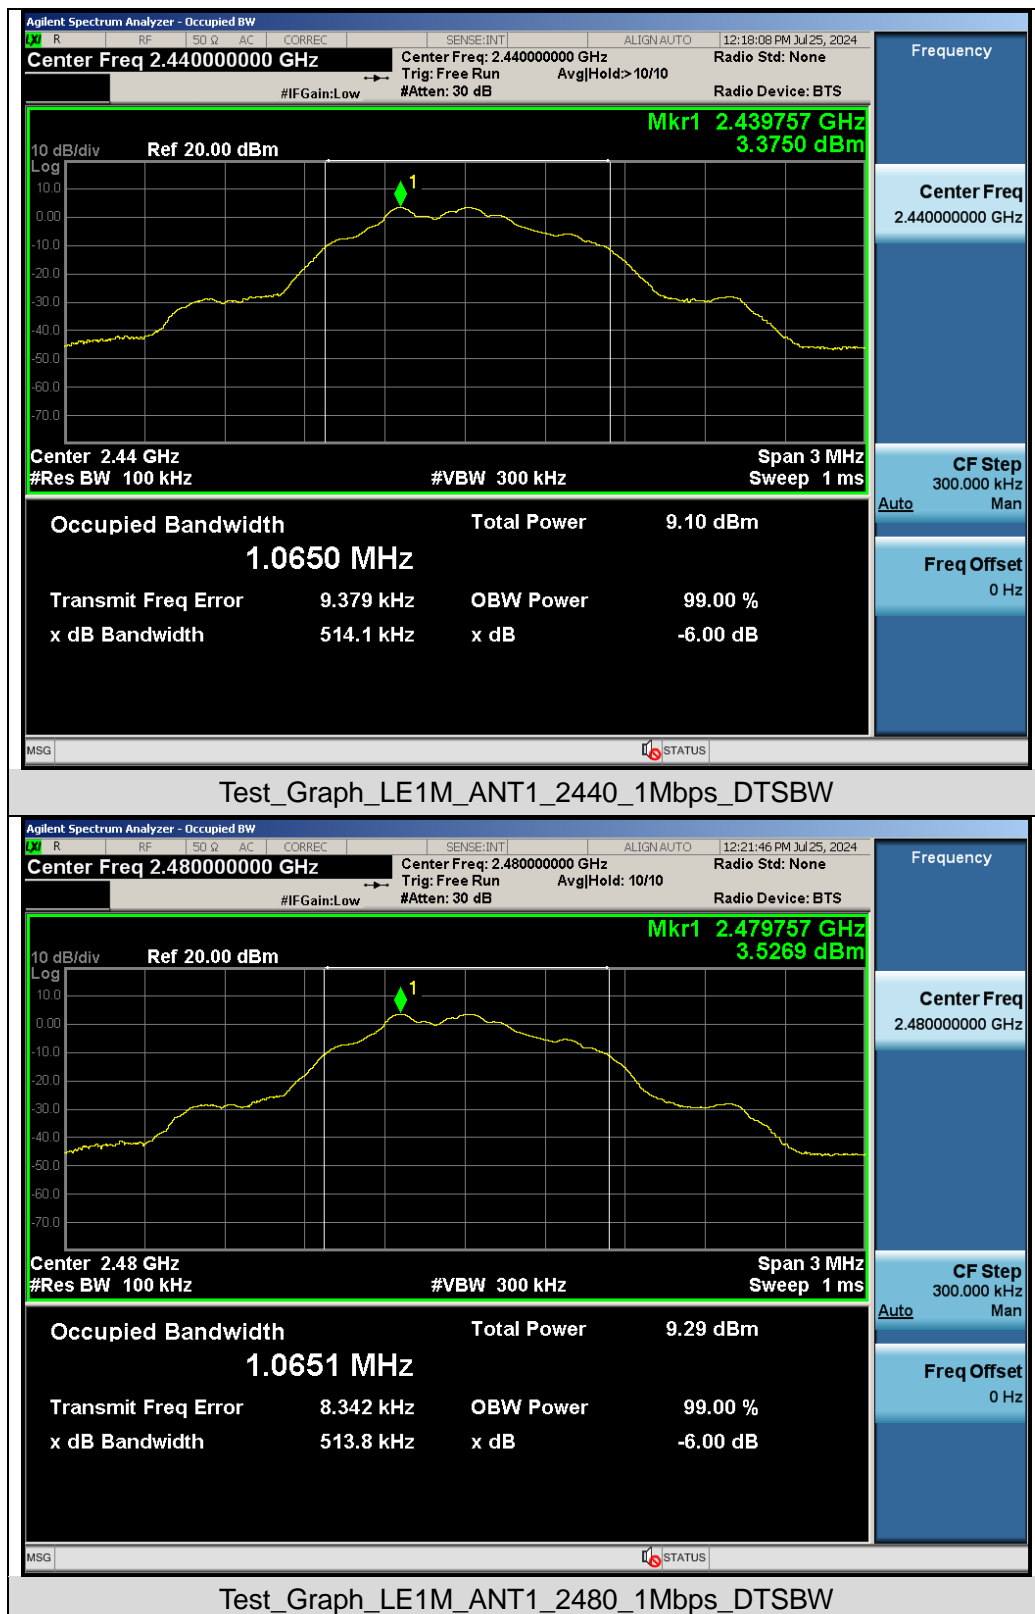 Agilent Spectrum Analyzer - Occupied BW
LXI R RF 50 Ω AC CORREC SENSE:INT ALIGN AUTO 12:18:08 PM Jul 25, 2024
Center Freq 2.440000000 GHz
Center Freq: 2.440000000 GHz
Radio Std: None
Trig: Free Run Avg|Hold:> 10/10
#IFGain:Low #Atten: 30 dB Radio Device: BTS
Mkr1 2.439757 GHz
3.3750 dBm
10 dB/div Ref 20.00 dBm
Log
10.0
0.00
-10.0
-20.0
-30.0
-40.0
-50.0
-60.0
-70.0
1
Center 2.44 GHz Span 3 MHz
#Res BW 100 kHz #VBW 300 kHz Sweep 1 ms
Occupied Bandwidth Total Power 9.10 dBm
1.0650 MHz
Transmit Freq Error 9.379 kHz OBW Power 99.00 %
x dB Bandwidth 514.1 kHz x dB -6.00 dB
MSG STATUS
Frequency
Center Freq
2.440000000 GHz
CF Step
300.000 kHz
Auto Man
Freq Offset
0 Hz
Test_Graph_LE1M_ANT1_2440_1Mbps_DTSBW
Agilent Spectrum Analyzer - Occupied BW
LXI R RF 50 Ω AC CORREC SENSE:INT ALIGN AUTO 12:21:46 PM Jul 25, 2024
Center Freq 2.480000000 GHz
Center Freq: 2.480000000 GHz
Radio Std: None
Trig: Free Run Avg|Hold: 10/10
#IFGain:Low #Atten: 30 dB Radio Device: BTS
Mkr1 2.479757 GHz
3.5269 dBm
10 dB/div Ref 20.00 dBm
Log
10.0
0.00
-10.0
-20.0
-30.0
-40.0
-50.0
-60.0
-70.0
1
Center 2.48 GHz Span 3 MHz
#Res BW 100 kHz #VBW 300 kHz Sweep 1 ms
Occupied Bandwidth Total Power 9.29 dBm
1.0651 MHz
Transmit Freq Error 8.342 kHz OBW Power 99.00 %
x dB Bandwidth 513.8 kHz x dB -6.00 dB
MSG STATUS
Frequency
Center Freq
2.480000000 GHz
CF Step
300.000 kHz
Auto Man
Freq Offset
0 Hz
Test_Graph_LE1M_ANT1_2480_1Mbps_DTSBW